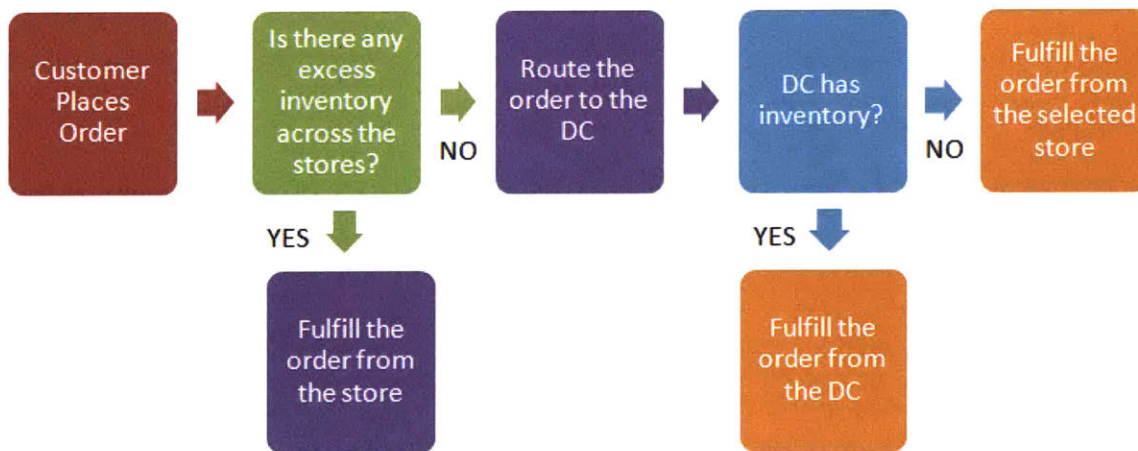 Customer
Places
Order
Is there any
excess
inventory
across the
stores?
NO
Route the
order to the
DC
DC has
inventory?
NO
Fulfill the
order from
the selected
store
YES
Fulfill the
order from
the store
YES
Fulfill the
order from
the DC